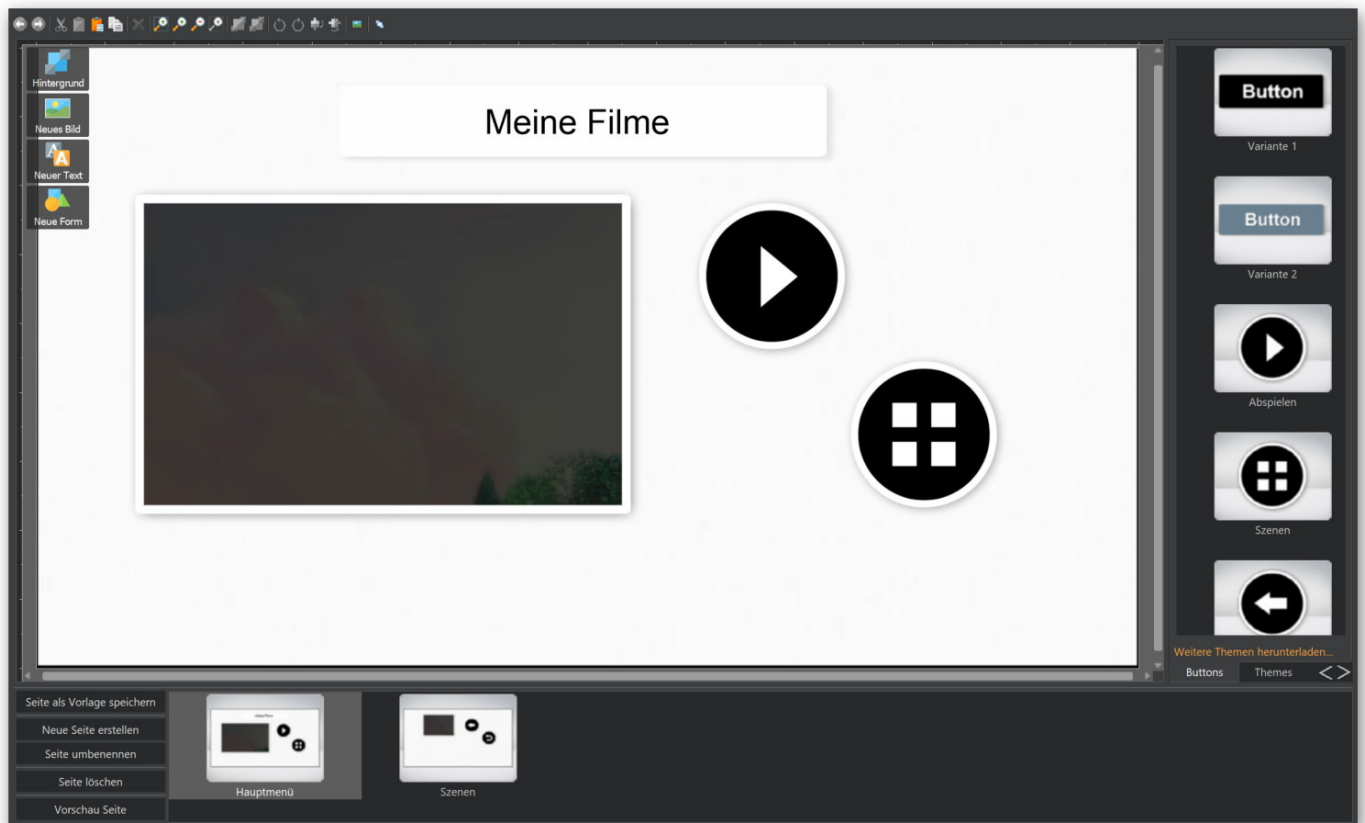 Hintergrund
Neues Bild
Neuer Text
Neue Form
Meine Filme
Button
Variante 1
Button
Variante 2
Abspielen
Szenen
Weitere Themen herunterladen...
Buttons
Themes
Seite als Vorlage speichern
Neue Seite erstellen
Seite umbenennen
Seite löschen
Vorschau Seite
Hauptmenü
Szenen